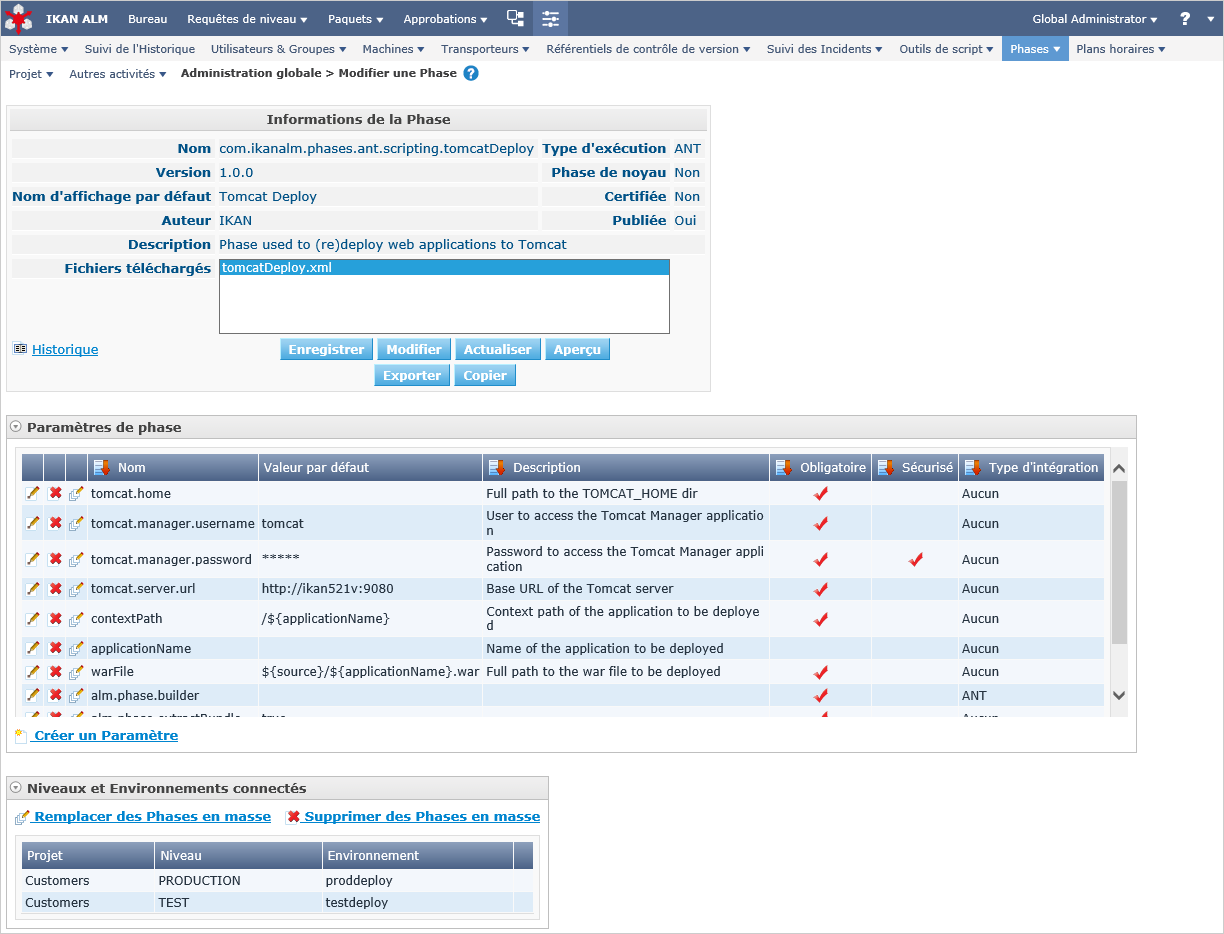 IKAN ALM Bureau Requêtes de niveau Paquets Approbations Global Administrator ?
Système Suivi de l'Historique Utilisateurs & Groupes Machines Transporteurs Référentiels de contrôle de version Suivi des Incidents Outils de script Phases Plans horaires
Projet Autres activités Administration globale > Modifier une Phase ?
Informations de la Phase
Nom com.ikanalm.phases.ant.scripting.tomcatDeploy Type d'exécution ANT
Version 1.0.0 Phase de noyau Non
Nom d'affichage par défaut Tomcat Deploy Certifiée Non
Auteur IKAN Publiée Oui
Description Phase used to (re)deploy web applications to Tomcat
Fichiers téléchargés tomcatDeploy.xml
Historique Enregistrer Modifier Actualiser Aperçu
Exporter Copier
Paramètres de phase
Nom Valeur par défaut Description Obligatoire Sécurisé Type d'intégration
tomcat.home Full path to the TOMCAT_HOME dir Aucun
tomcat.manager.username tomcat User to access the Tomcat Manager applicatio
n Aucun
tomcat.manager.password ***** Password to access the Tomcat Manager appli
cation Aucun
tomcat.server.url http://ikan521v:9080 Base URL of the Tomcat server Aucun
contextPath /${applicationName} Context path of the application to be deploye
d Aucun
applicationName Name of the application to be deployed Aucun
warFile ${source}/${applicationName}.war Full path to the war file to be deployed Aucun
alm.phase.builder ANT
alm.phase.extractBundle true Aucun
Créer un Paramètre
Niveaux et Environnements connectés
Remplacer des Phases en masse Supprimer des Phases en masse
Projet Niveau Environnement
Customers PRODUCTION proddeploy
Customers TEST testdeploy